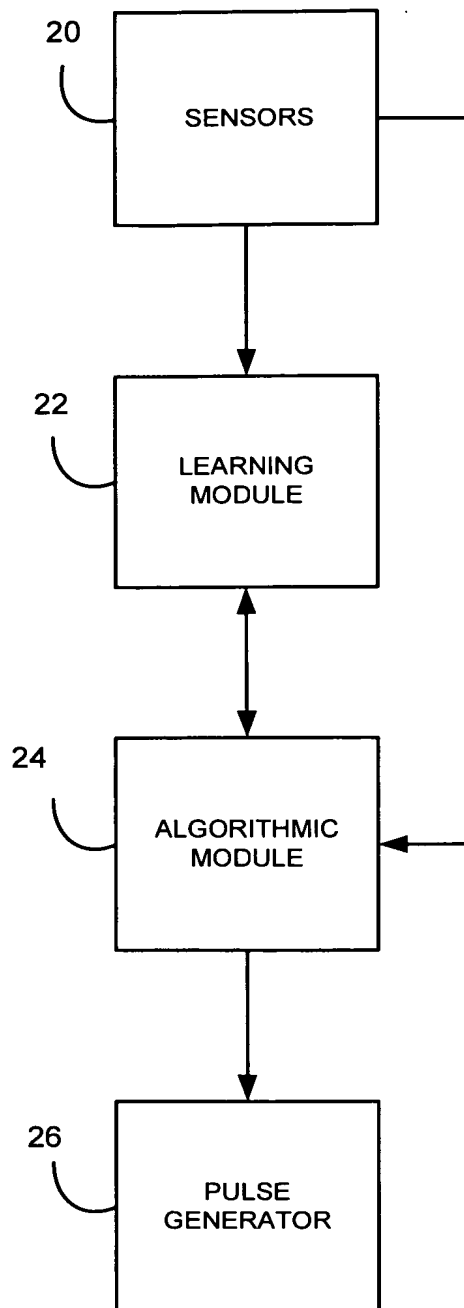 20
SENSORS
22
LEARNING
MODULE
24
ALGORITHMIC
MODULE
26
PULSE
GENERATOR